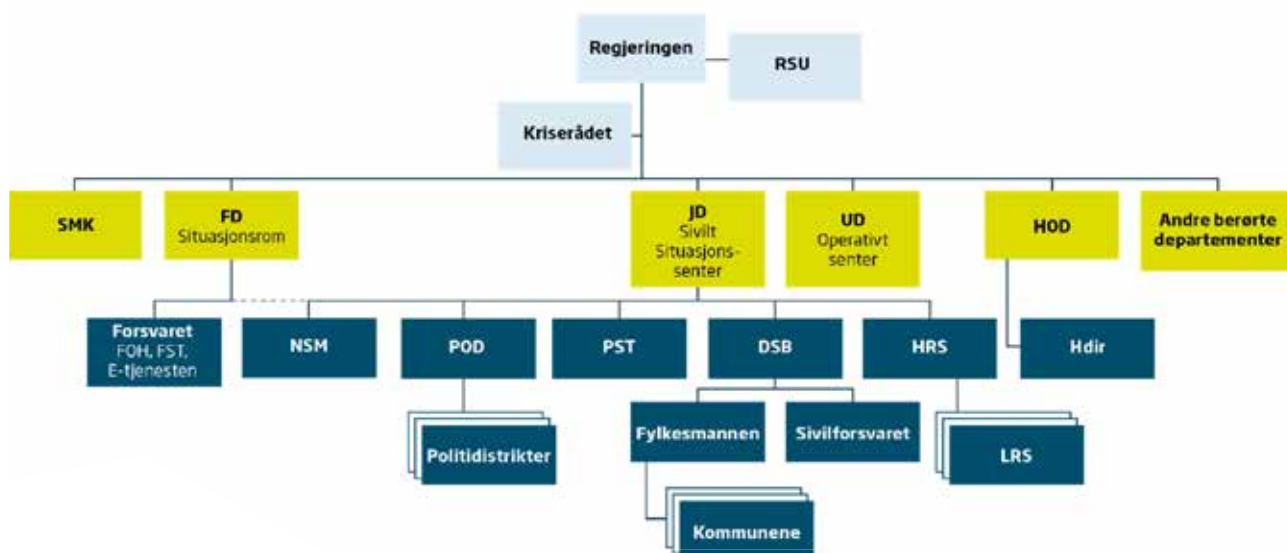 Regjeringen
RSU
Kriserådet
SMK
FD
Situasjonsrom
JD
Sivilt
Situasjons-
senter
UD
Operativt
senter
HOD
Andre berørte
departementer
Forsvaret
FOH, FST,
E-tjenesten
NSM
POD
PST
DSB
HRS
Hdir
Politidistrikter
Fylkesmannen
Sivilforsvaret
LRS
Kommunene